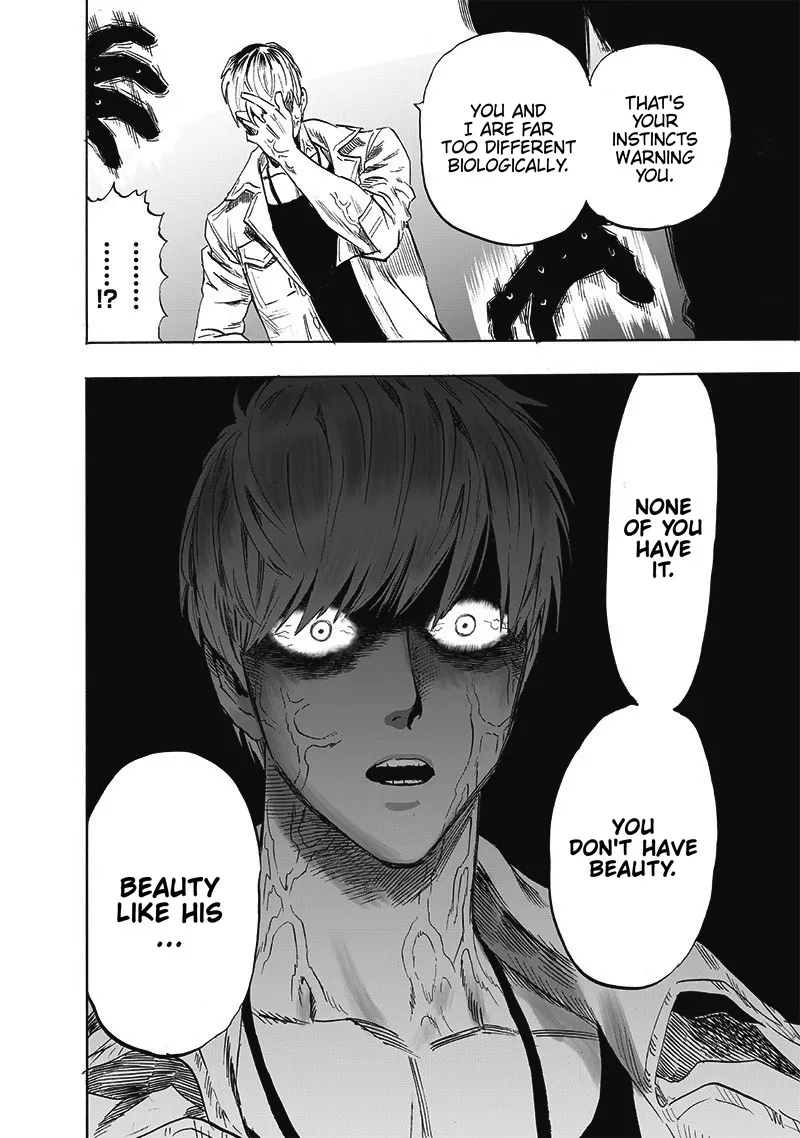 THAT'S
YOUR
INSTINCTS
WARNING
YOU.
YOU AND
I ARE FAR
TOO DIFFERENT
BIOLOGICALLY.
......
......
!?
NONE
OF YOU
HAVE
IT.
YOU
DON'T HAVE
BEAUTY.
BEAUTY
LIKE HIS
...